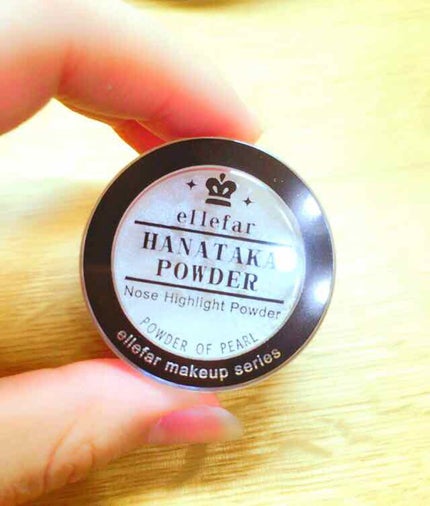 ellefar
HANATAKA
POWDER
Nose Highlight Powder
POWDER OF PEARL
ellefar makeup series